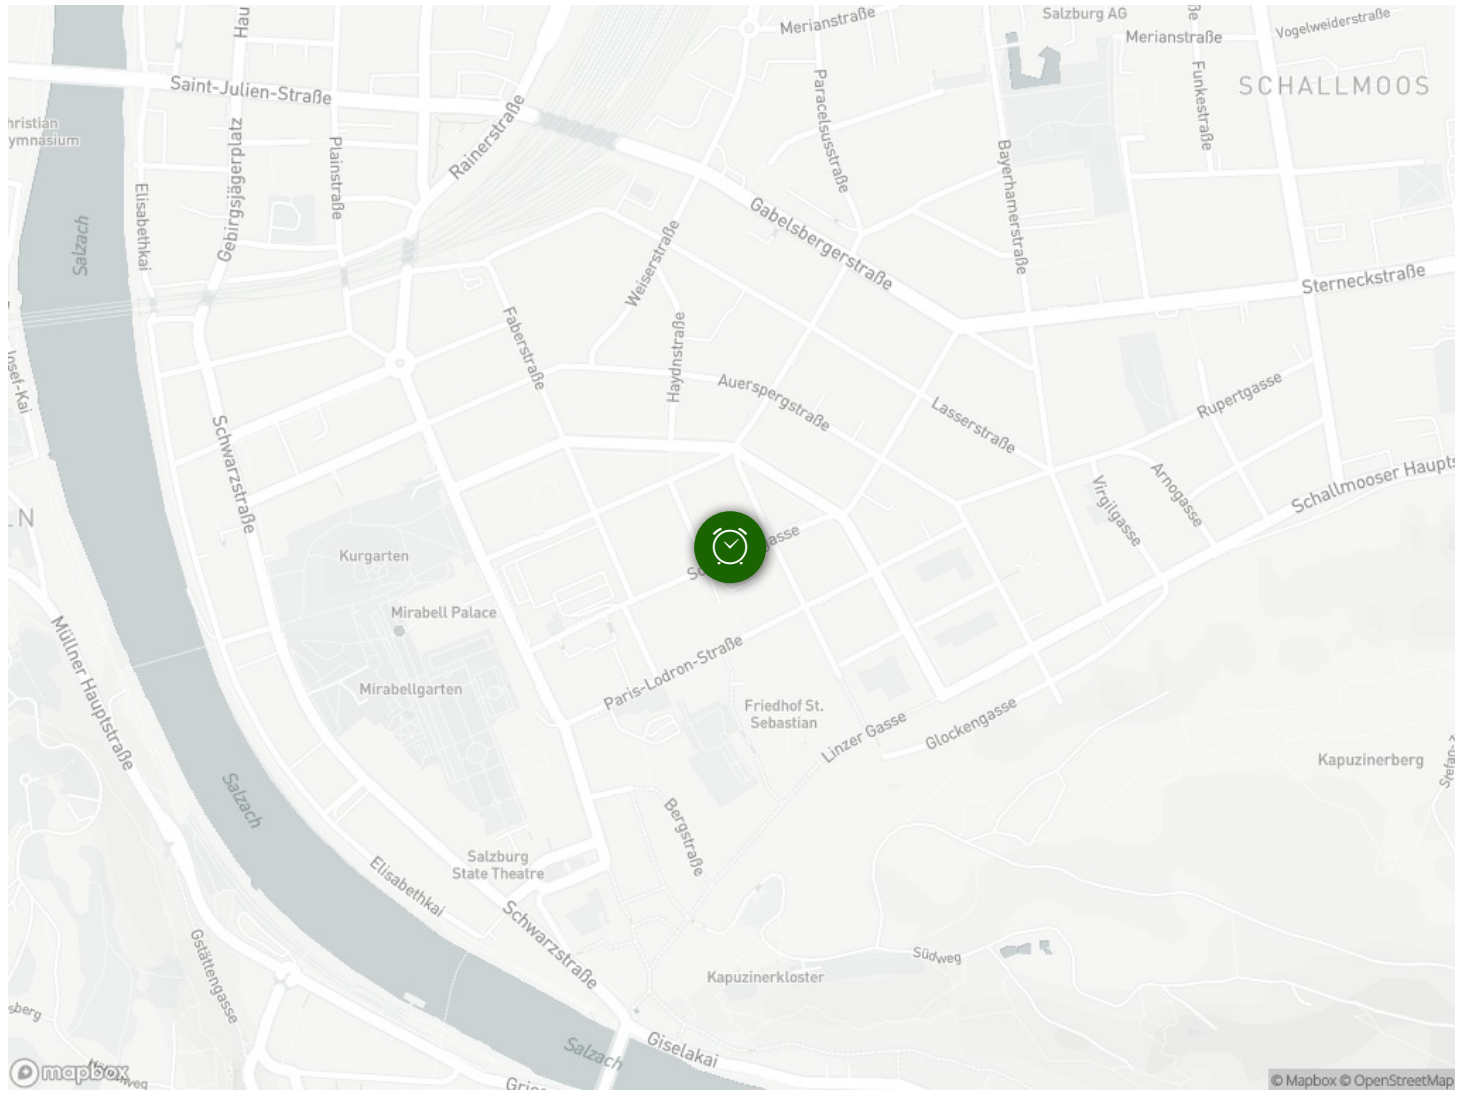 Merianstraße
Salzburg AG
Merianstraße
Vogelweiderstraße
SCHALLMOOS
Saint-Julien-Straße
Rainerstraße
Paracelsusstraße
Funkestraße
Plainstraße
Gebirgsjägerplatz
Elisabethkai
Salzach
Bayerhamerstraße
Gabelsbergerstraße
Weiserstraße
Sterneckstraße
Faberstraße
Haydnstraße
Auerspergstraße
Lasserstraße
Rupertgasse
Schwarzstraße
Virgilgasse
Arnogasse
Schallmooser Haupts
Kurgarten
Mirabell Palace
Mirabellgarten
Müllner Hauptstraße
Paris-Lodron-Straße
Friedhof St.
Sebastian
Linzer Gasse
Glockengasse
Kapuzinerberg
Salzach
Bergstraße
Salzburg
State Theatre
Elisabethkai
Schwarzstraße
Gstättengasse
Südweg
Kapuzinerkloster
Giselakai
Salzach
mapbox
© Mapbox © OpenStreetMap